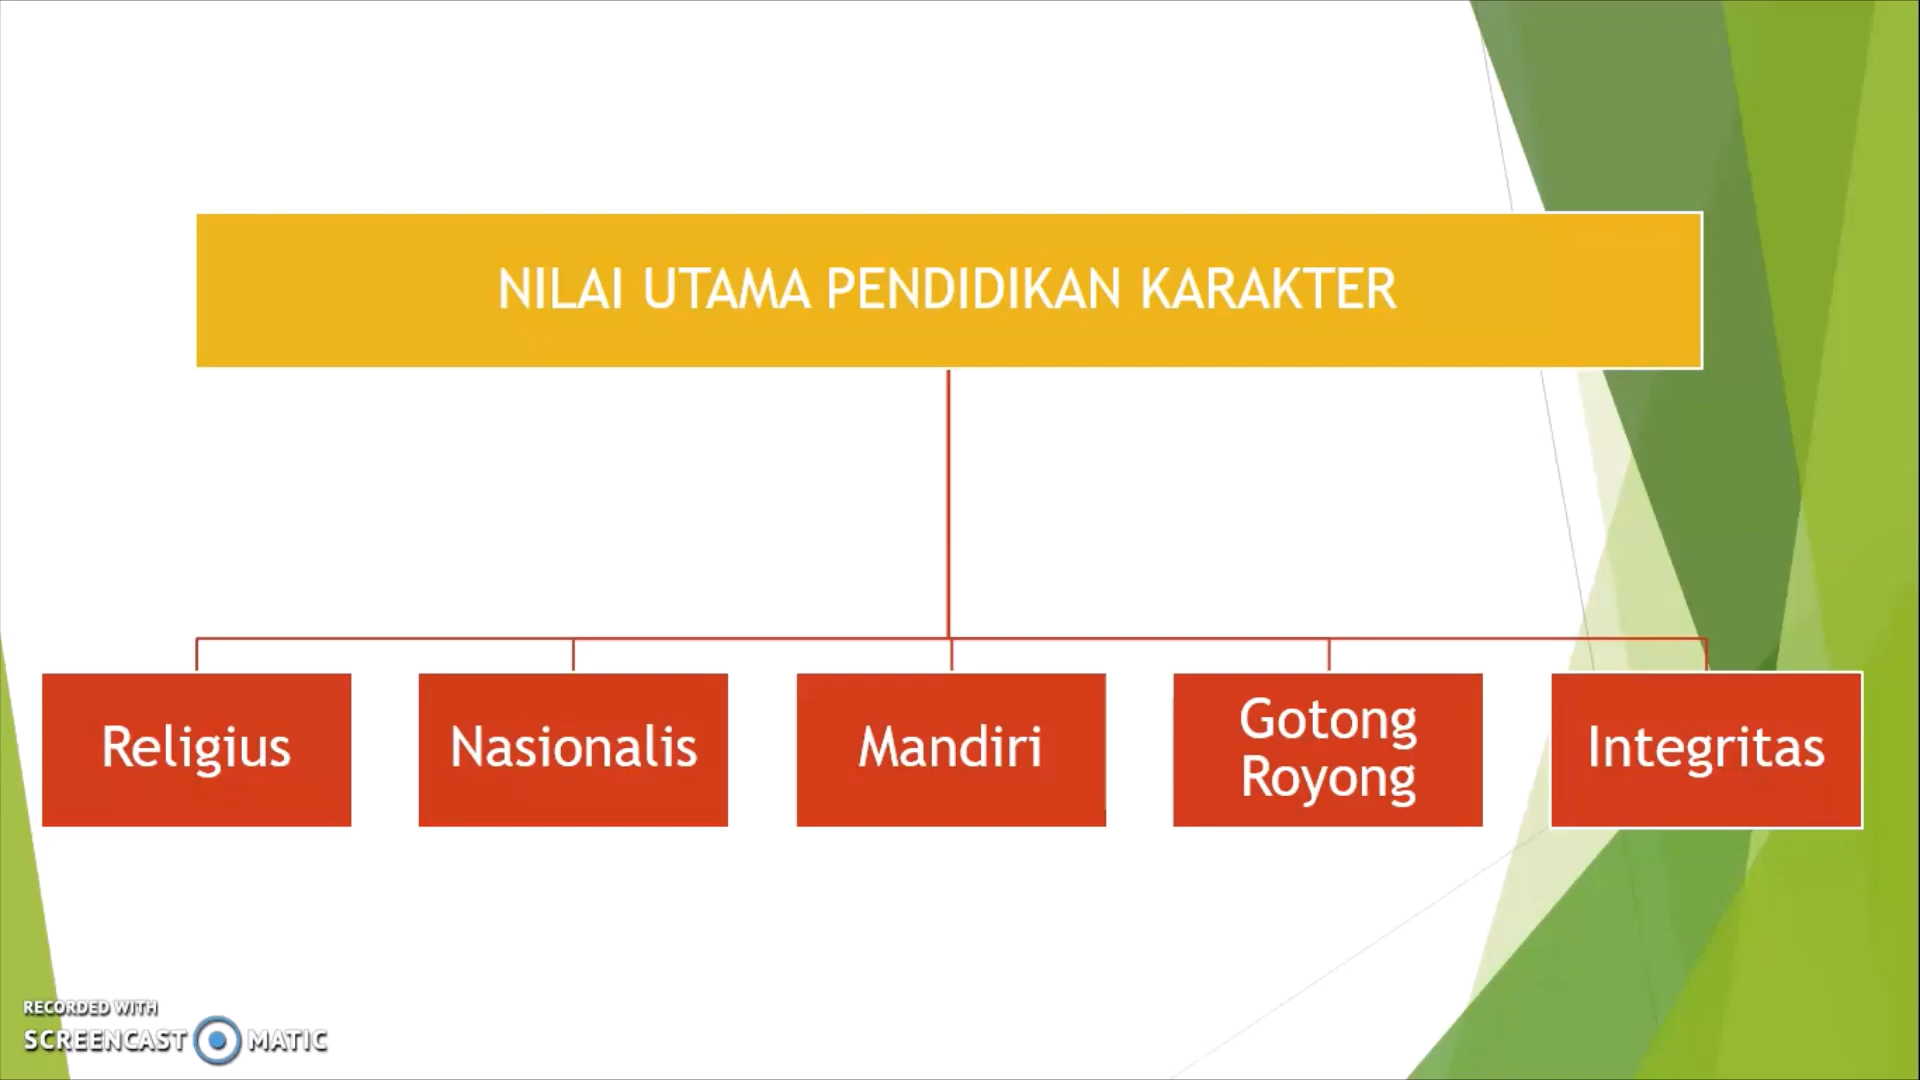 NILAI UTAMA PENDIDIKAN KARAKTER
Religius
Nasionalis
Mandiri
Gotong
Royong
Integritas
RECORDED WITH
SCREENCAST MATIC